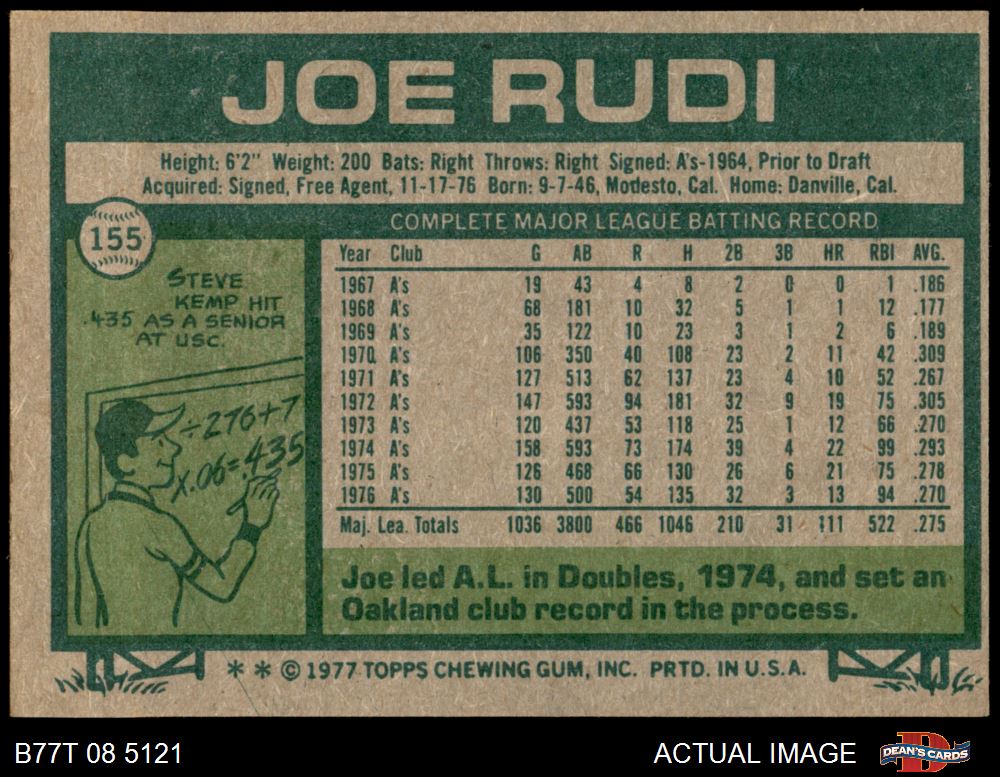 JOE RUDI
Height: 6'2" Weight: 200 Bats: Right Throws: Right Signed: A's-1964, Prior to Draft
Acquired: Signed, Free Agent, 11-17-76 Born: 9-7-46, Modesto, Cal. Home: Danville, Cal.
155
STEVE
KEMP HIT
.435 AS A SENIOR
AT USC.
÷276+7
X.06=.435
COMPLETE MAJOR LEAGUE BATTING RECORD
Year Club G AB R H 2B 3B HR RBI AVG.
1967 A's 19 43 4 8 2 0 0 1 .186
1968 A's 68 181 10 32 5 1 1 12 .177
1969 A's 35 122 10 23 3 1 2 6 .189
1970 A's 106 350 40 108 23 2 11 42 .309
1971 A's 127 513 62 137 23 4 10 52 .267
1972 A's 147 593 94 181 32 9 19 75 .305
1973 A's 120 437 53 118 25 1 12 66 .270
1974 A's 158 593 73 174 39 4 22 99 .293
1975 A's 126 468 66 130 26 6 21 75 .278
1976 A's 130 500 54 135 32 3 13 94 .270
Maj. Lea. Totals 1036 3800 466 1046 210 31 111 522 .275
Joe led A.L. in Doubles, 1974, and set an
Oakland club record in the process.
* * © 1977 TOPPS CHEWING GUM, INC. PRTD. IN U.S.A.
B77T 08 5121
ACTUAL IMAGE
DEAN'S CARDS